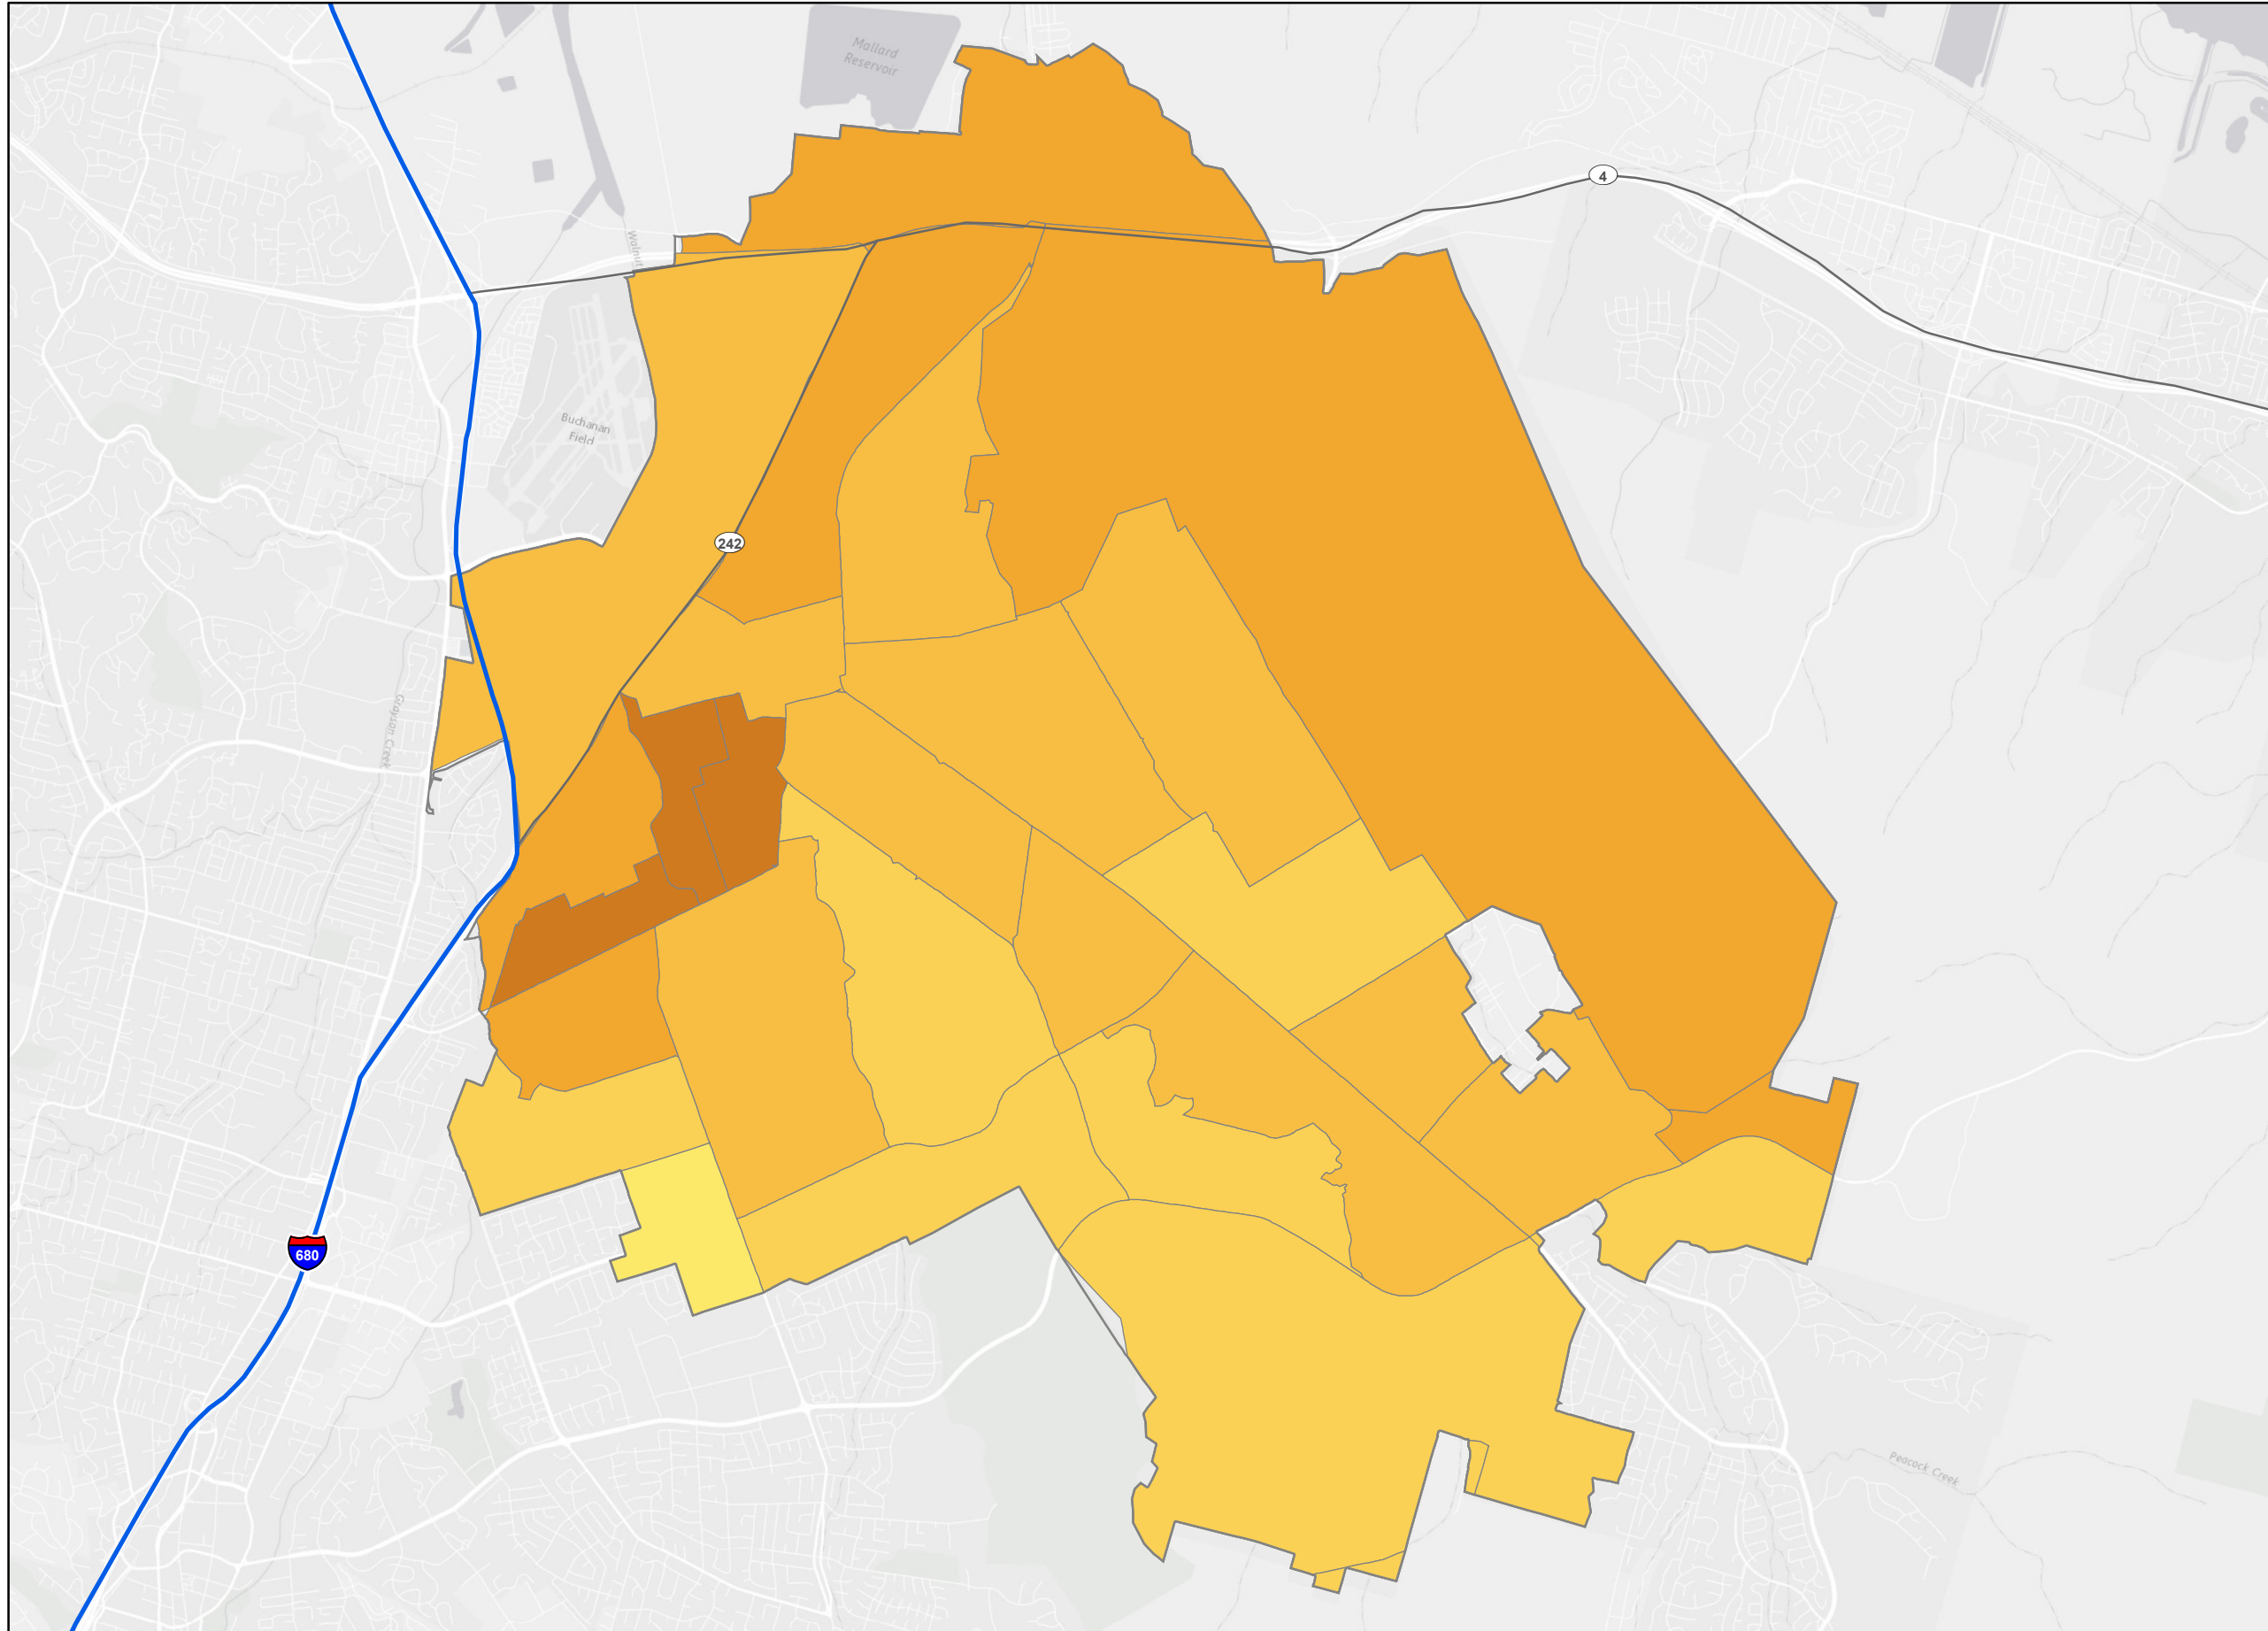 Mallard
Reservoir
4
Walnut
Buchanan
Field
242
Grayson Creek
680
Peacock Creek